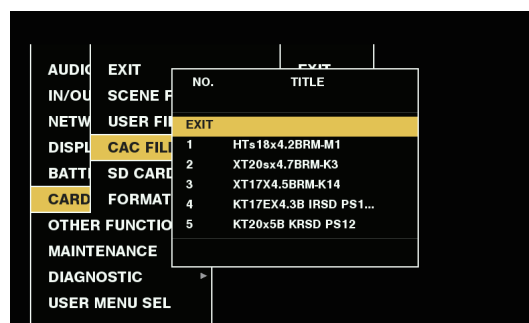 AUDIO
IN/OU
NETW
DISPL
BATT
CARD
OTHER FUNCTIO
MAINTENANCE
DIAGNOSTIC
USER MENU SEL
EXIT
SCENE F
USER FI
CAC FIL
SD CARD
FORMAT
EXIT
NO. TITLE
EXIT
1 HTs18x4.2BRM-M1
2 XT20sx4.7BRM-K3
3 XT17X4.5BRM-K14
4 KT17EX4.3B IRSD PS1...
5 KT20x5B KRSD PS12